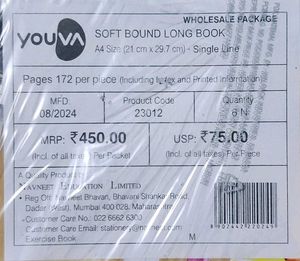 WHOLESALE PACKAGE
youva
SOFT BOUND LONG BOOK
A4 Size (21 cm x 29.7 cm) - Single Line
Pages 172 per piece (Including Index and Printed Information)
MFD Product Code Quantity
08/2024 23012 6 N
MRP: ₹450.00 USP: ₹75.00
(Incl. of all taxes) Per Packet (Incl. of all taxes) Per Piece
A Quality Product by
NAVNEET EDUCATION LIMITED
Reg Off: Navneet Bhavan, Bhavani Shankar Road,
Dadar (West), Mumbai 400 028, Maharashtra
Customer Care No.: 022 6662 6300
Customer Care Email: stationery@navneet.com
Exercise Book M
8902442220245